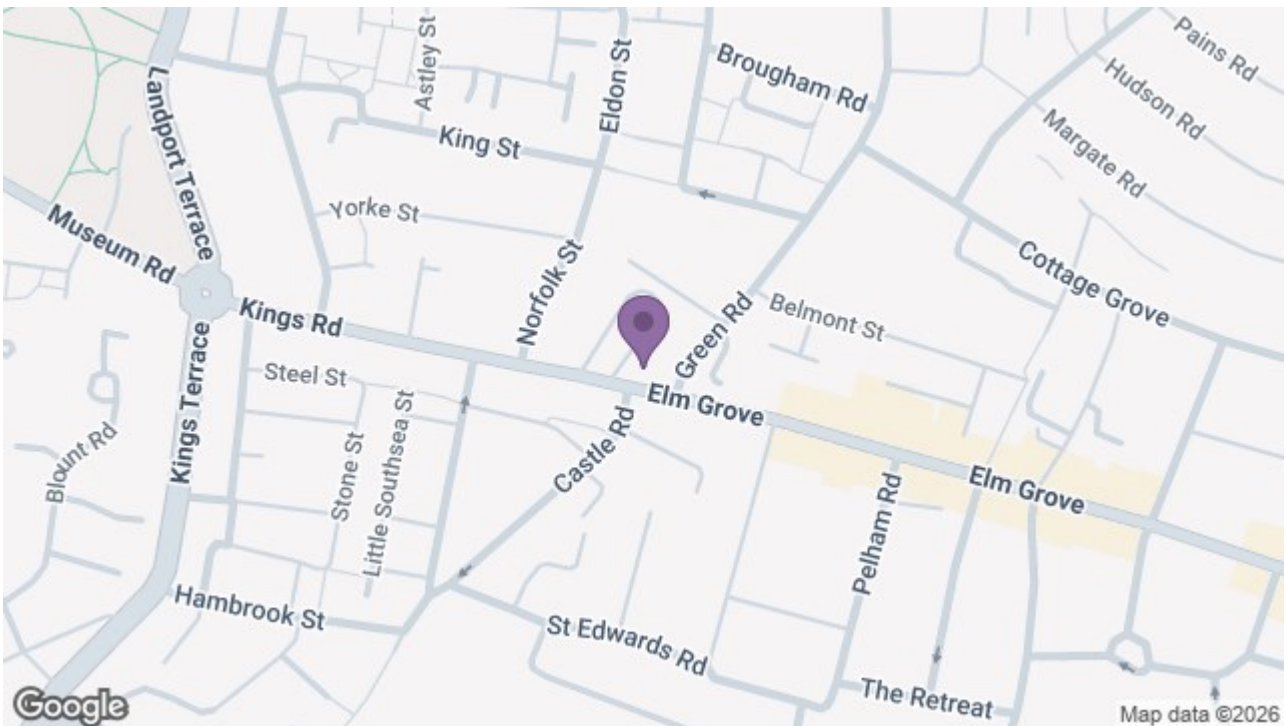 Pains Rd
Astley St
Eldon St
Brougham Rd
Hudson Rd
Landport Terrace
King St
Margate Rd
Yorke St
Museum Rd
Norfolk St
Cottage Grove
Kings Rd
Belmont St
Green Rd
Kings Terrace
Steel St
Elm Grove
Blount Rd
Stone St
Little Southsea St
Castle Rd
Elm Grove
Pelham Rd
Hambrook St
St Edwards Rd
The Retreat
Google
Map data ©2026